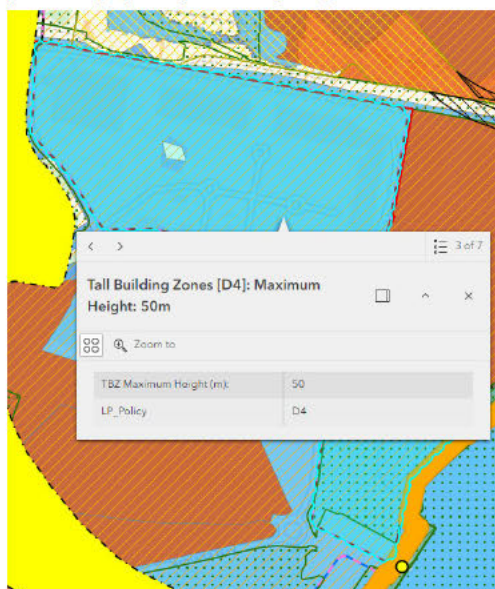 3 of 7
Tall Building Zones [D4]: Maximum
Height: 50m
Zoom to
TBZ Maximum Height (m): 50
LP_Policy D4